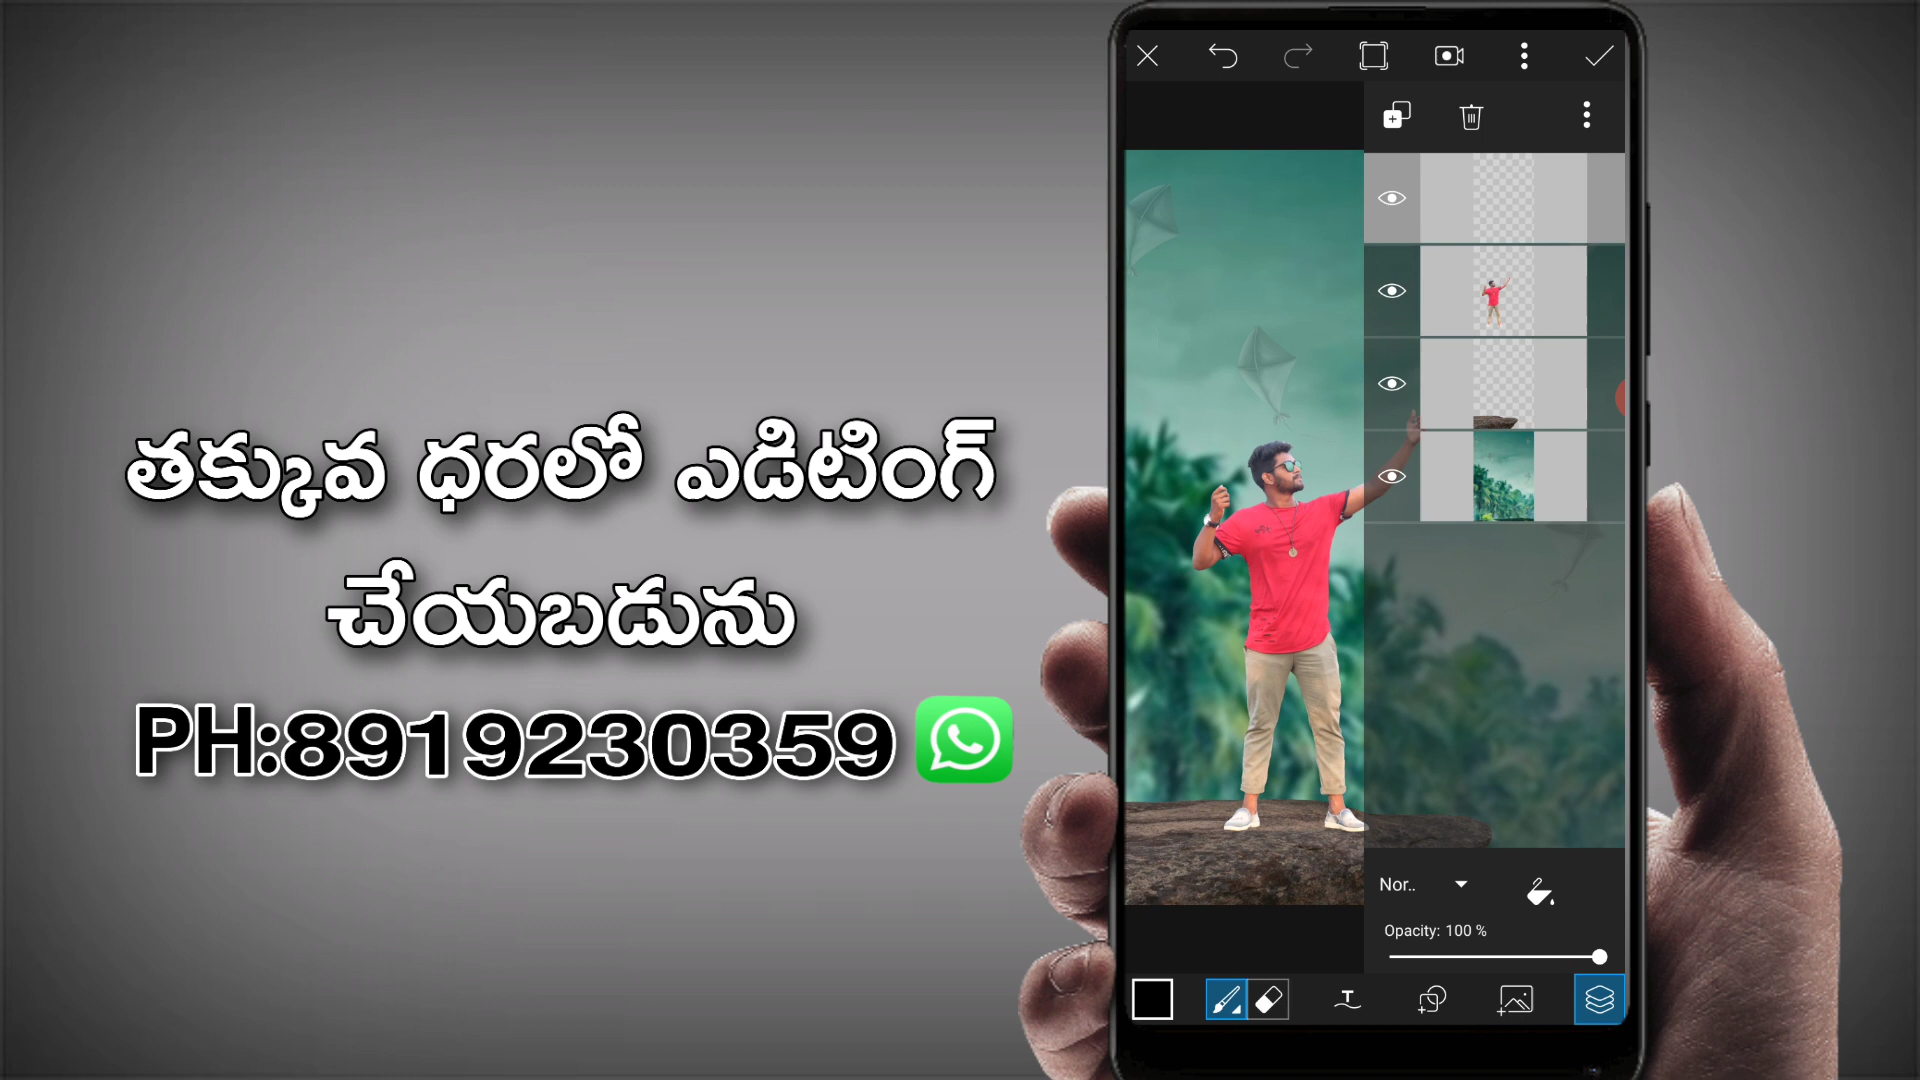 తక్కువ ధరలో ఎడిటింగ్
చేయబడును
PH:8919230359
Nor..
Opacity: 100 %
T